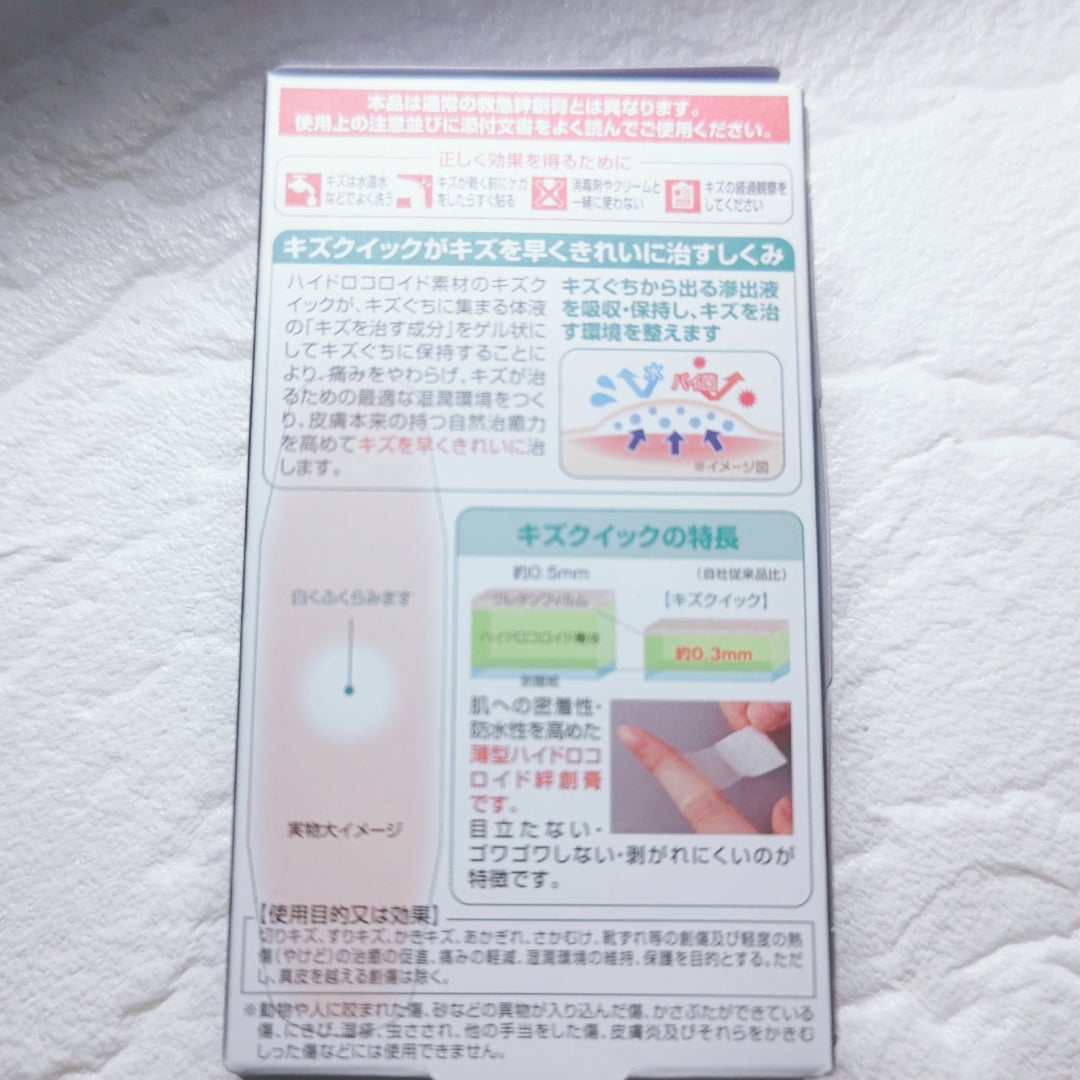 本品は通常の救急絆創膏とは異なります。
使用上の注意並びに添付文書をよく読んでご使用ください。
正しく効果を得るために
キズは水道水
などでよく洗う
キズが乾く前にケガ
をしたらすぐ貼る
消毒剤やクリームと
一緒に使わない
キズの経過観察を
してください
キズクイックがキズを早くきれいに治すしくみ
ハイドロコロイド素材のキズク
イックが、キズぐちに集まる体液
の「キズを治す成分」をゲル状に
してキズぐちに保持することに
より、痛みをやわらげ、キズが治
るための最適な湿潤環境をつく
り、皮膚本来の持つ自然治癒力
を高めてキズを早くきれいに治
します。
キズぐちから出る滲出液
を吸収・保持し、キズを治
す環境を整えます
水
バイ菌
※イメージ図
白くふくらみます
実物大イメージ
キズクイックの特長
約0.5mm
(自社従来品比)
ウレタンフィルム
【キズクイック】
ハイドロコロイド膏体
約0.3mm
剥離紙
肌への密着性・
防水性を高めた
薄型ハイドロコ
ロイド絆創膏
です。
目立たない・
ゴワゴワしない・剥がれにくいのが
特徴です。
【使用目的又は効果】
切りキズ、すりキズ、かきキズ、あかぎれ、さかむけ、靴ずれ等の創傷及び軽度の熱
傷(やけど)の治癒の促進、痛みの軽減、湿潤環境の維持、保護を目的とする。ただ
し、真皮を越える創傷は除く。
※動物や人に咬まれた傷、砂などの異物が入り込んだ傷、かさぶたができている
傷、にきび、湿疹、虫さされ、他の手当をした傷、皮膚炎及びそれらをかきむ
しった傷などには使用できません。